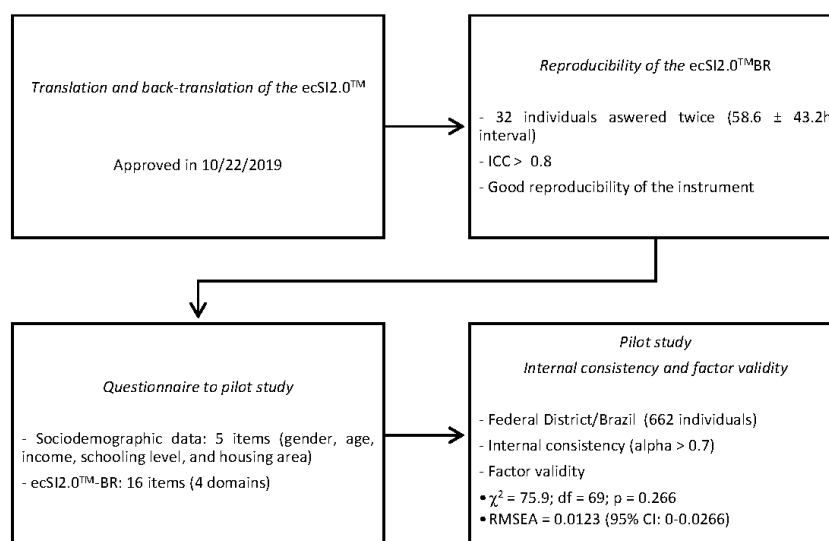 Translation and back-translation of the ecSI2.0™
Approved in 10/22/2019
Reproducibility of the ecSI2.0™BR
- 32 individuals aswered twice (58.6 ± 43.2h
interval)
- ICC > 0.8
- Good reproducibility of the instrument
Questionnaire to pilot study
- Sociodemographic data: 5 items (gender, age,
income, schooling level, and housing area)
- ecSI2.0™-BR: 16 items (4 domains)
Pilot study
Internal consistency and factor validity
- Federal District/Brazil (662 individuals)
- Internal consistency (alpha > 0.7)
- Factor validity
• χ² = 75.9; df = 69; p = 0.266
• RMSEA = 0.0123 (95% CI: 0-0.0266)